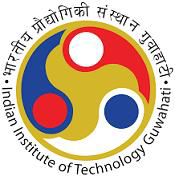 भारतीय प्रौद्योगिकी संस्थान गुवाहाटी
Indian Institute of Technology Guwahati